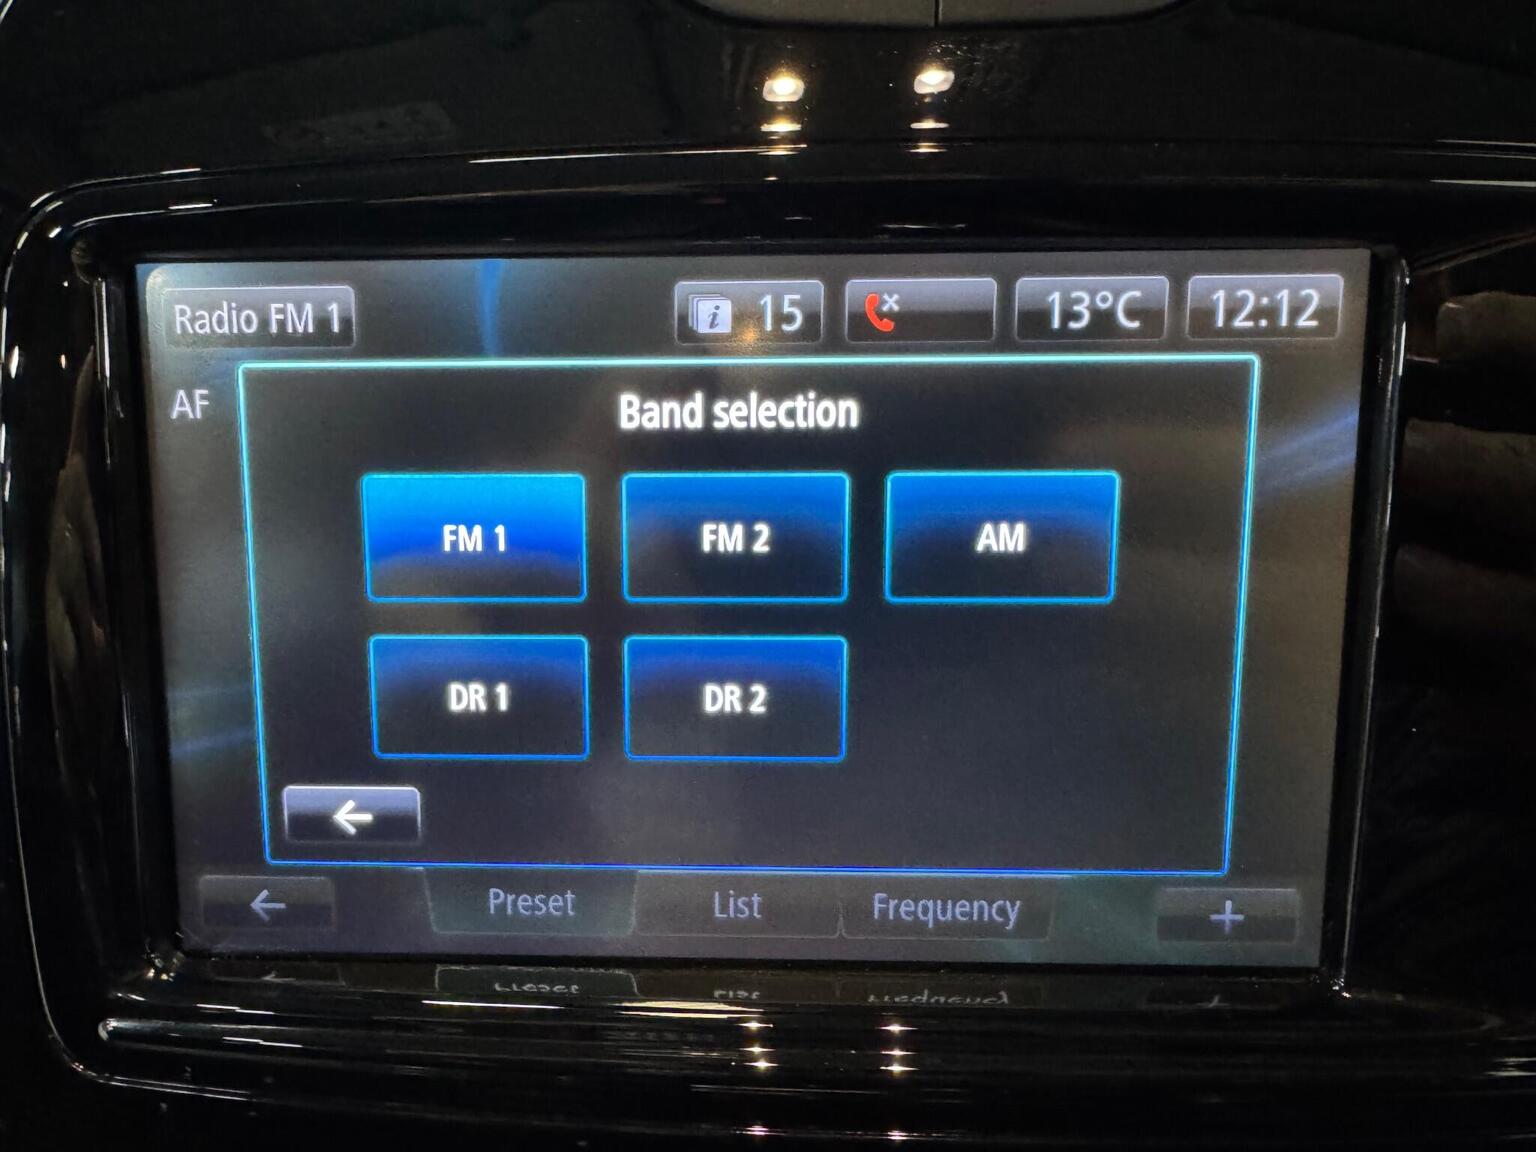 Radio FM 1
i 15
13°C
12:12
AF
Band selection
FM 1
FM 2
AM
DR 1
DR 2
Preset
List
Frequency
+